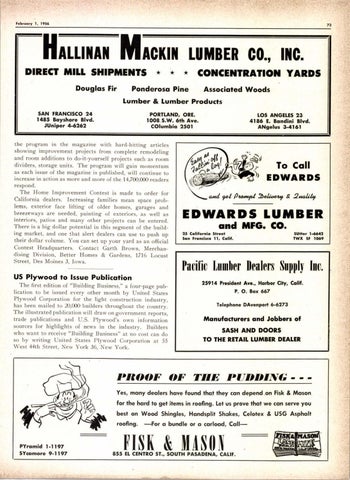 February 1, 1956
73
HALLINAN MACKIN LUMBER CO., INC.
DIRECT MILL SHIPMENTS * * * CONCENTRATION YARDS
Douglas Fir Ponderosa Pine Associated Woods
Lumber & Lumber Products
SAN FRANCISCO 24
1485 Bayshore Blvd.
JUniper 4-6262
PORTLAND, ORE.
1008 S.W. 6th Ave.
COlumbia 2501
LOS ANGELES 23
4186 E. Bandini Blvd.
ANgelus 3-4161
the program in the magazine with hard-hitting articles
showing improvement projects from complete remodeling
and room additions to do-it-yourself projects such as room
dividers, storage units. The program will gain momentum
as each issue of the magazine is published, will continue to
increase in action as more and more of the 14,700,000 readers
respond.
The Home Improvement Contest is made to order for
California dealers. Increasing families mean space prob-
lems, exterior face lifting of older homes, garages and
breezeways are needed, painting of exteriors, as well as
interiors, patios and many other projects can be entered.
There is a big dollar potential in this segment of the build-
ing market, and one that alert dealers can use to push up
their dollar volume. You can set up your yard as an official
Contest Headquarters. Contact Garth Brown, Merchan-
dising Division, Better Homes & Gardens, 1716 Locust
Street, Des Moines 3, Iowa.
US Plywood to Issue Publication
The first edition of "Building Business," a four-page publi-
cation to be issued every other month by United States
Plywood Corporation for the light construction industry,
has been mailed to 20,000 builders throughout the country.
The illustrated publication will draw on government reports,
trade publications and U.S. Plywood's own information
sources for highlights of news in the industry. Builders
who want to receive "Building Business" at no cost can do
so by writing United States Plywood Corporation at 55
West 44th Street, New York 36, New York.
Easy as
fallin' off
a log!
To Call
EDWARDS
and get Prompt Delivery & Quality
EDWARDS LUMBER
and MFG. CO.
25 California Street
San Francisco 11, Calif.
SUtter 1-6642
TWX SF 1069
Pacific Lumber Dealers Supply Inc.
25914 President Ave., Harbor City, Calif.
P. O. Box 667
Telephone DAvenport 6-6273
Manufacturers and Jobbers of
SASH AND DOORS
TO THE RETAIL LUMBER DEALER
PROOF OF THE PUDDING---
Yes, many dealers have found that they can depend on Fisk & Mason
for the hard to get items in roofing. Let us prove that we can serve you
best on Wood Shingles, Handsplit Shakes, Celotex & USG Asphalt
roofing. —For a bundle or a carload, Call—
PYramid 1-1197
SYcamore 9-1197
FISK & MASON
855 EL CENTRO ST., SOUTH PASADENA, CALIF.
FISK & MASON